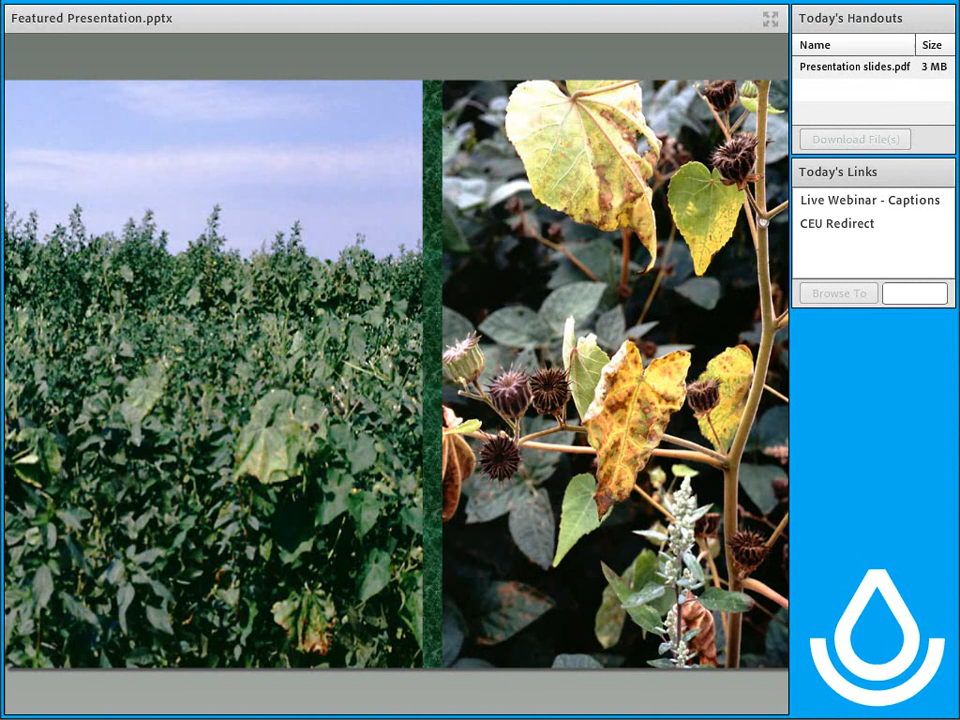 Featured Presentation.pptx
Today's Handouts
Name Size
Presentation slides.pdf 3 MB
Download File(s)
Today's Links
Live Webinar - Captions
CEU Redirect
Browse To